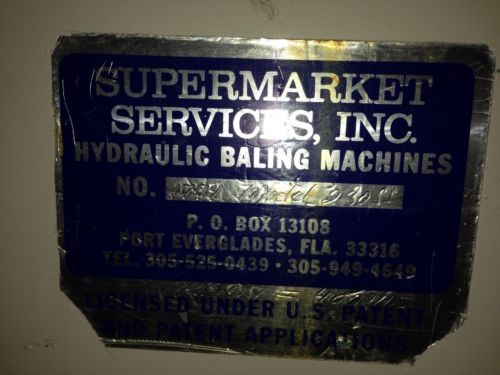 SUPERMARKET
SERVICES, INC.
HYDRAULIC BALING MACHINES
NO. Model
P. O. BOX 13108
PORT EVERGLADES, FLA. 33316
TEL. 305-525-0439 • 305-949-4649
LICENSED UNDER U.S. PATENT
AND PATENT APPLICATIONS